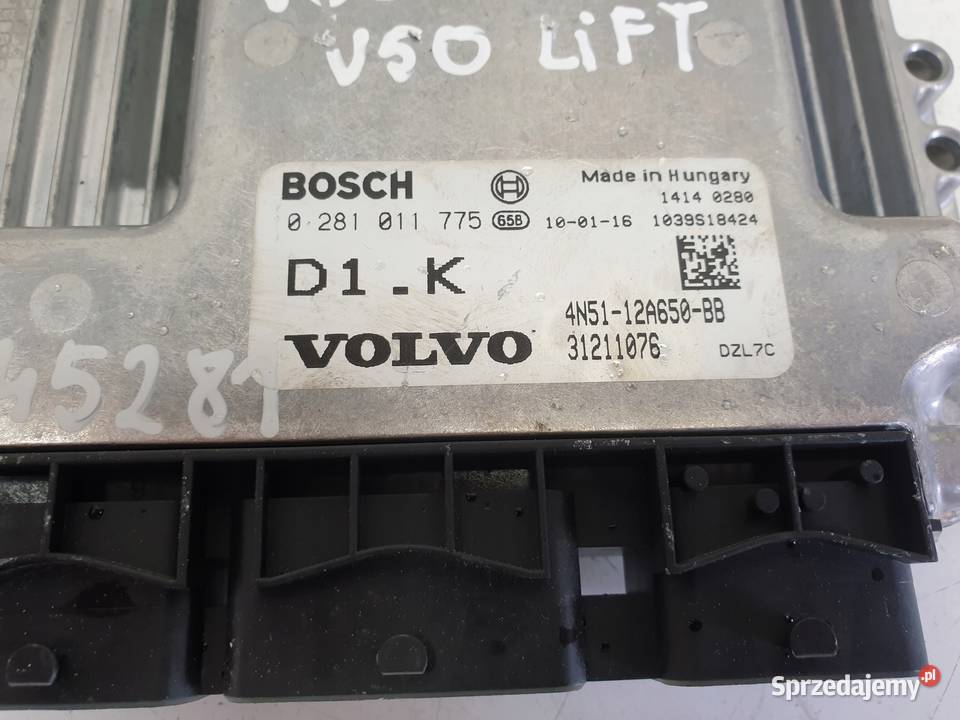 V50 LiFT
BOSCH
Made in Hungary
1414 0280
0 281 011 775 65B 10-01-16 1039S18424
D1.K
4N51-12A650-BB
VOLVO 31211076 DZL7C
45281
Sprzedajemy.pl